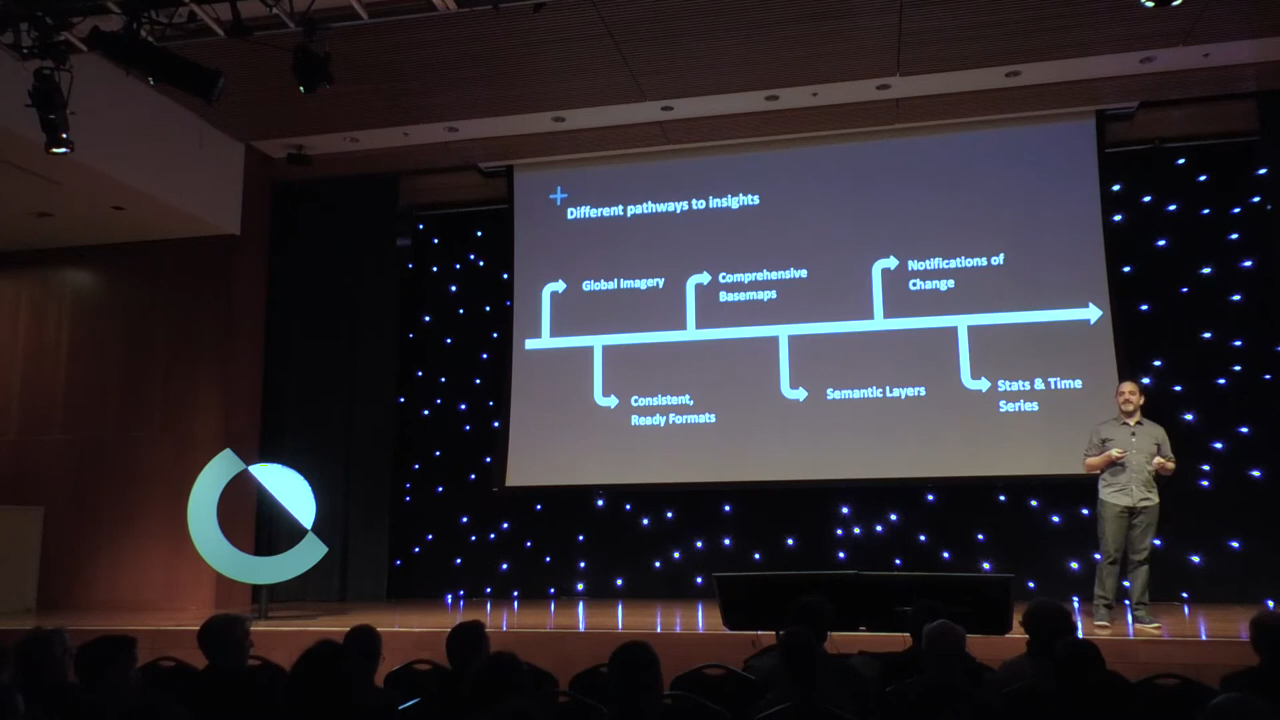 Different pathways to insights
Global Imagery
Comprehensive
Basemaps
Notifications of
Change
Consistent,
Ready Formats
Semantic Layers
Stats & Time
Series